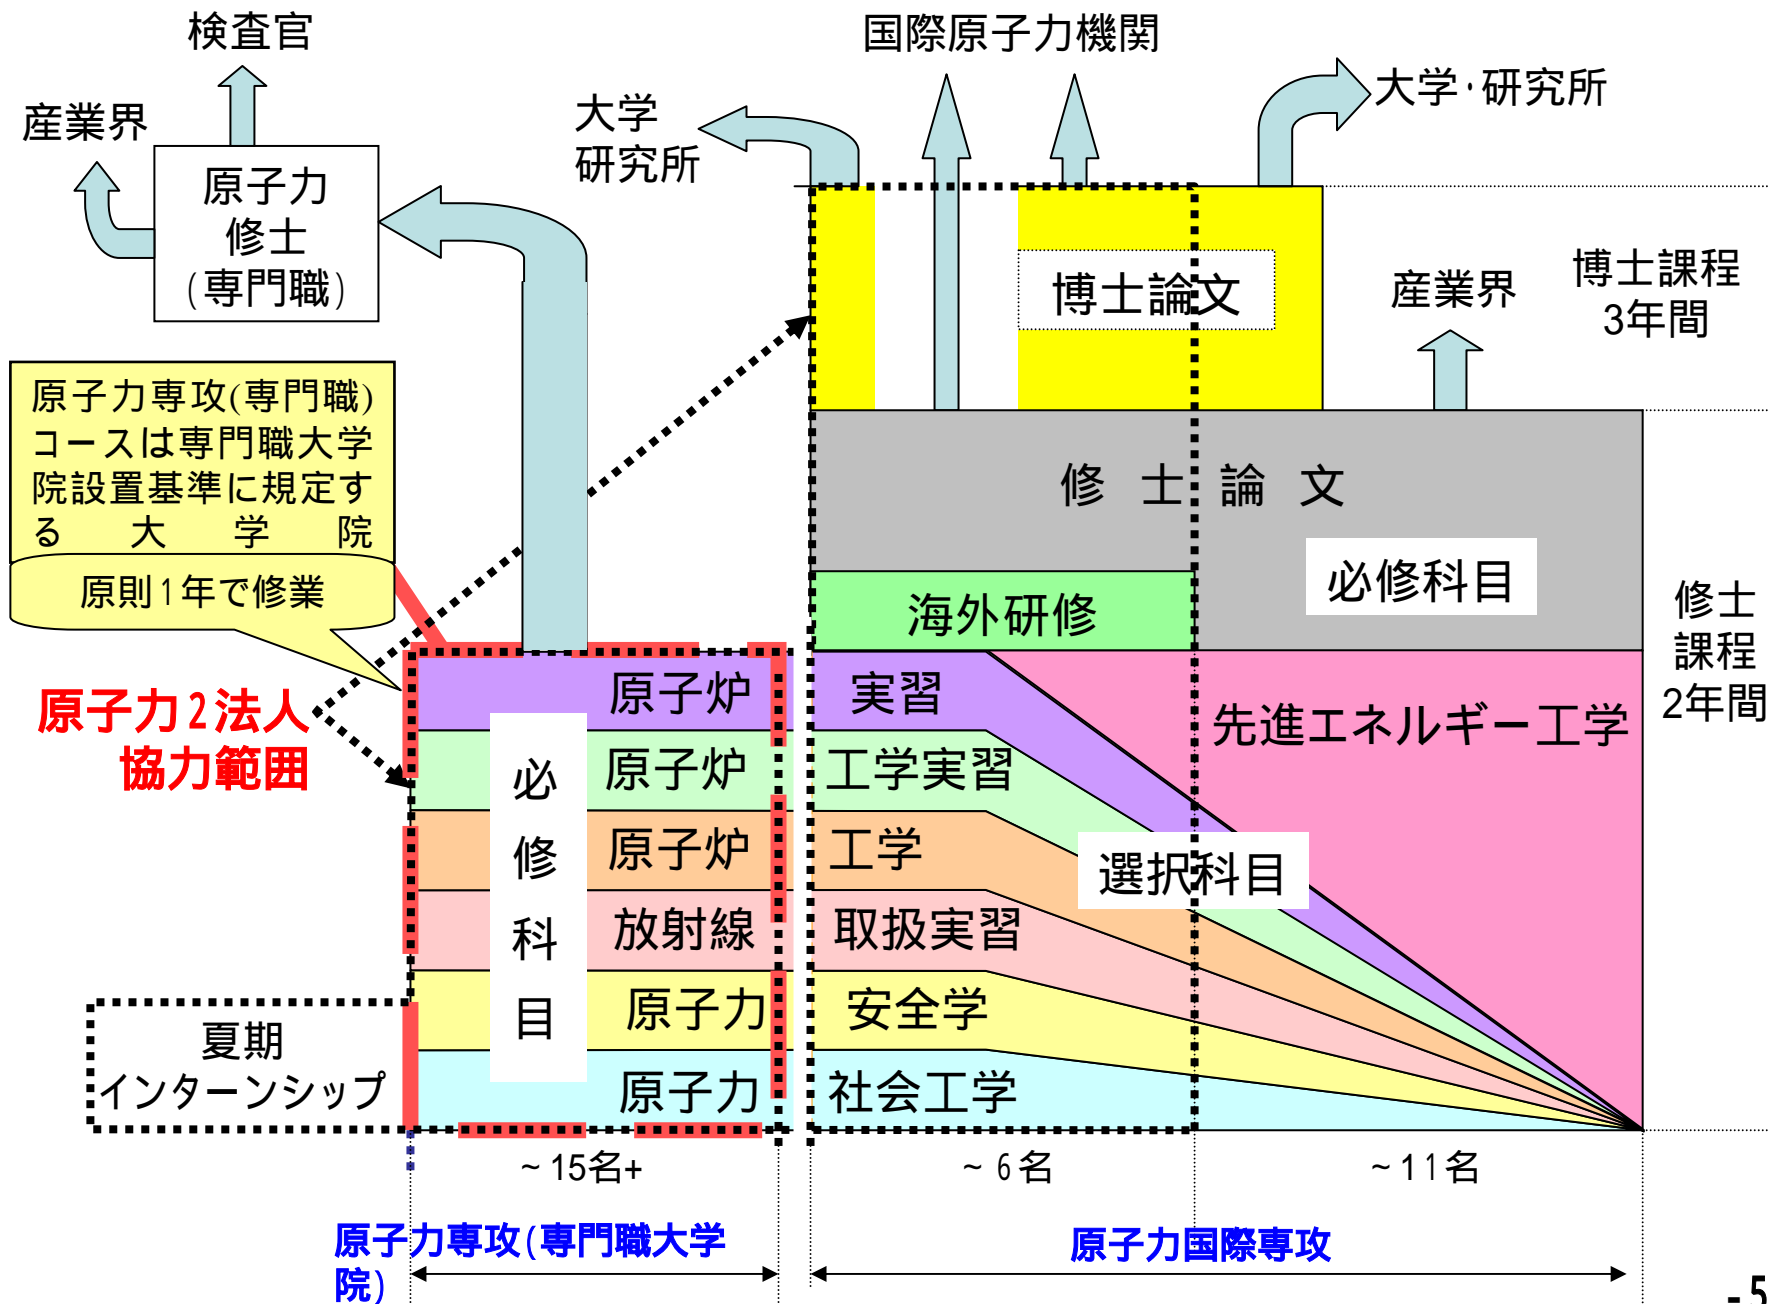 検査官
国際原子力機関
産業界
大学
研究所
大学・研究所
原子力
修士
(専門職)
博士論文
産業界
博士課程
3年間
原子力専攻(専門職)
コースは専門職大学
院設置基準に規定す
る大学院
原則1年で修業
修士論文
必修科目
海外研修
修士
課程
2年間
原子力2法人
協力範囲
必修科目
原子炉 実習
原子炉 工学実習
原子炉 工学
放射線 取扱実習
原子力 安全学
原子力 社会工学
先進エネルギー工学
選択科目
夏期
インターンシップ
~15名+
~6名
~11名
原子力専攻(専門職大学
院)
原子力国際専攻
-5